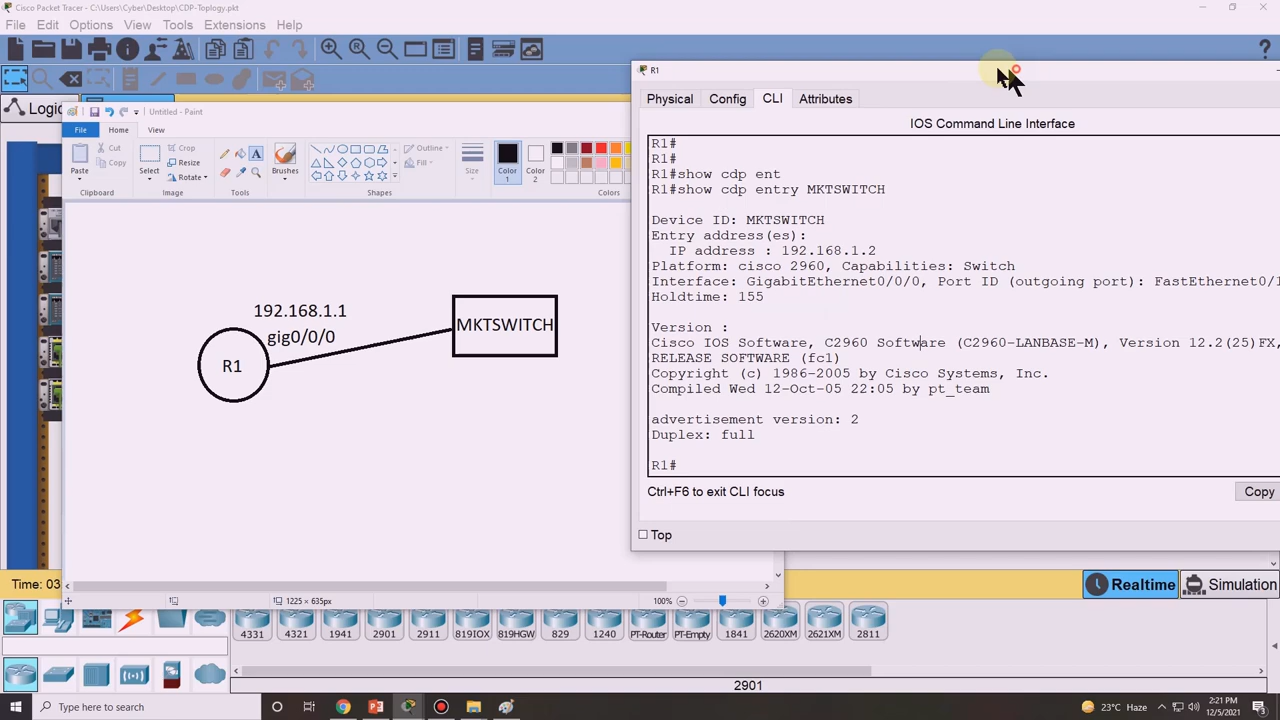 Cisco Packet Tracer - C:\Users\Cyber\Desktop\CDP-Toplogy.pkt
File Edit Options View Tools Extensions Help
Logic
Untitled - Paint
File Home View
Paste
Cut
Copy
Clipboard
Select
Crop
Resize
Rotate
Image
Tools
Brushes
Shapes
Outline
Fill
Size
Color 1
Color 2
192.168.1.1
gig0/0/0
R1
MKTSWITCH
1225 × 635px
100%
R1
Physical Config CLI Attributes
IOS Command Line Interface
R1#
R1#
R1#show cdp ent
R1#show cdp entry MKTSWITCH
Device ID: MKTSWITCH
Entry address(es):
IP address : 192.168.1.2
Platform: cisco 2960, Capabilities: Switch
Interface: GigabitEthernet0/0/0, Port ID (outgoing port): FastEthernet0/1
Holdtime: 155
Version :
Cisco IOS Software, C2960 Software (C2960-LANBASE-M), Version 12.2(25)FX,
RELEASE SOFTWARE (fc1)
Copyright (c) 1986-2005 by Cisco Systems, Inc.
Compiled Wed 12-Oct-05 22:05 by pt_team
advertisement version: 2
Duplex: full
R1#
Ctrl+F6 to exit CLI focus
Copy
Top
Time: 03
Realtime Simulation
4331 4321 1941 2901 2911 819IOX 819HGW 829 1240 PT-Router PT-Empty 1841 2620XM 2621XM 2811
2901
Type here to search
23°C Haze
2:21 PM
12/5/2021
3